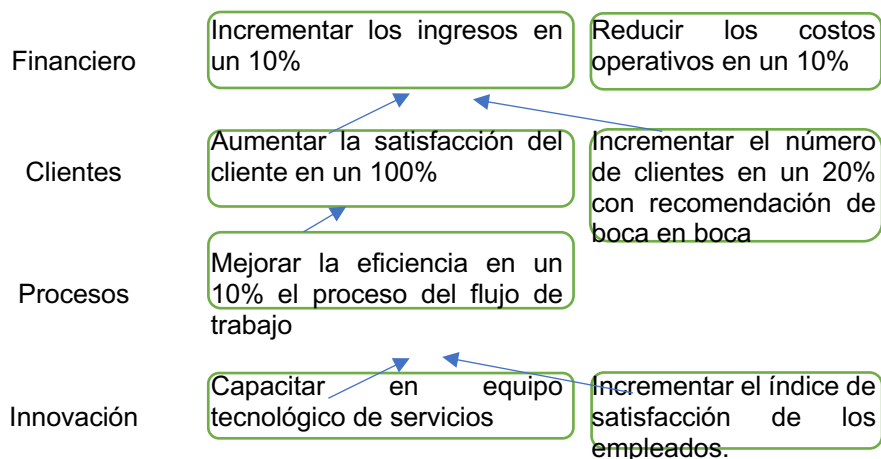 Financiero
Incrementar los ingresos en
un 10%
Reducir los costos
operativos en un 10%
Clientes
Aumentar la satisfacción del
cliente en un 100%
Incrementar el número
de clientes en un 20%
con recomendación de
boca en boca
Procesos
Mejorar la eficiencia en un
10% el proceso del flujo de
trabajo
Innovación
Capacitar en equipo
tecnológico de servicios
Incrementar el índice de
satisfacción de los
empleados.